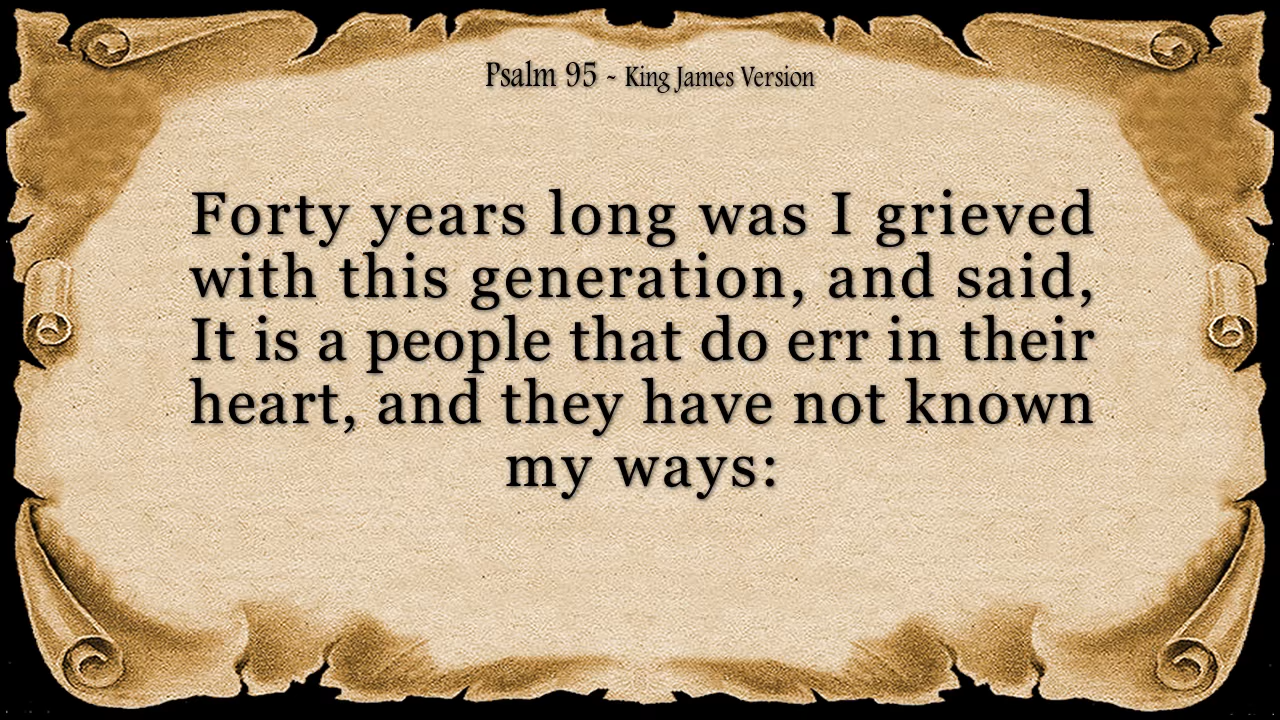 Psalm 95 ~ King James Version
Forty years long was I grieved
with this generation, and said,
It is a people that do err in their
heart, and they have not known
my ways: